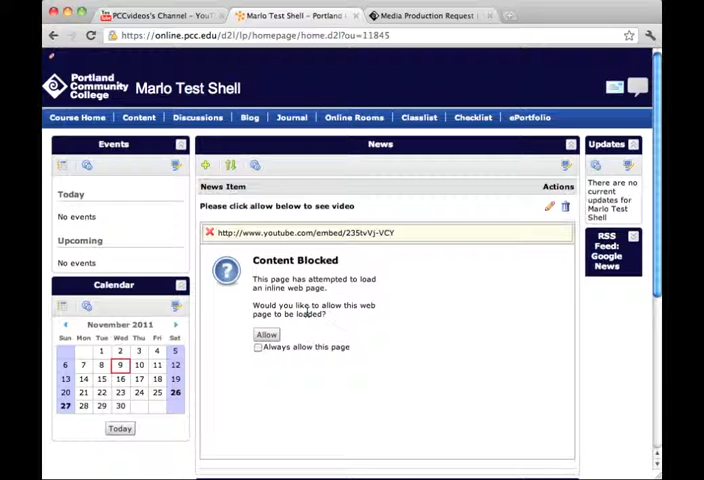 PCCvideos's Channel - YouT
Marlo Test Shell - Portland
Media Production Request
https://online.pcc.edu/d2l/lp/homepage/home.d2l?ou=11845
Portland
Community
College
Marlo Test Shell
Course Home Content Discussions Blog Journal Online Rooms Classlist Checklist ePortfolio
Events
Today
No events
Upcoming
No events
Calendar
November 2011
Sun Mon Tue Wed Thu Fri Sat
1 2 3 4 5
6 7 8 9 10 11 12
13 14 15 16 17 18 19
20 21 22 23 24 25 26
27 28 29 30
Today
News
News Item Actions
Please click allow below to see video
http://www.youtube.com/embed/235tvVj-VCY
Content Blocked
This page has attempted to load
an inline web page.
Would you like to allow this web
page to be loaded?
Allow
Always allow this page
Updates
There are no
current
updates for
Marlo Test
Shell
RSS
Feed:
Google
News